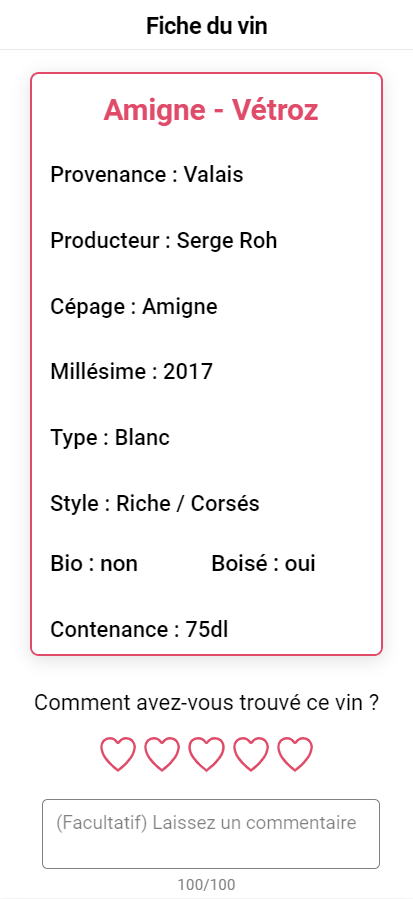 Fiche du vin
Amigne - Vétroz
Provenance : Valais
Producteur : Serge Roh
Cépage : Amigne
Millésime : 2017
Type : Blanc
Style : Riche / Corsés
Bio : non Boisé : oui
Contenance : 75dl
Comment avez-vous trouvé ce vin ?
(Facultatif) Laissez un commentaire
100/100